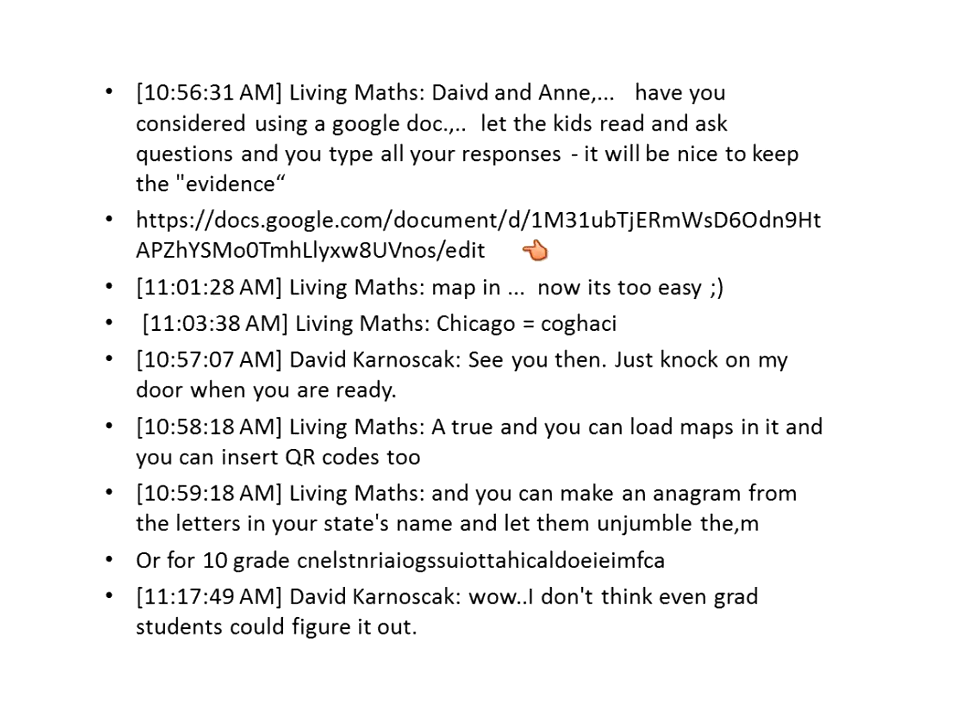 • [10:56:31 AM] Living Maths: Daivd and Anne,...   have you
considered using a google doc.,..  let the kids read and ask
questions and you type all your responses  - it will be nice to keep
the "evidence“
• https://docs.google.com/document/d/1M31ubTjERmWsD6Odn9Ht
APZhYSMo0TmhLlyxw8UVnos/edit
• [11:01:28 AM] Living Maths: map in ...  now its too easy ;)
• [11:03:38 AM] Living Maths: Chicago = coghaci
• [10:57:07 AM] David Karnoscak: See you then. Just knock on my
door when you are ready.
• [10:58:18 AM] Living Maths: A true and you can load maps in it and
you can insert QR codes too
• [10:59:18 AM] Living Maths: and you can make an anagram from
the letters in your state's name and let them unjumble the,m
• Or for 10 grade cnelstnriaiogssuiottahicaldoeieimfca
• [11:17:49 AM] David Karnoscak: wow..I don't think even grad
students could figure it out.